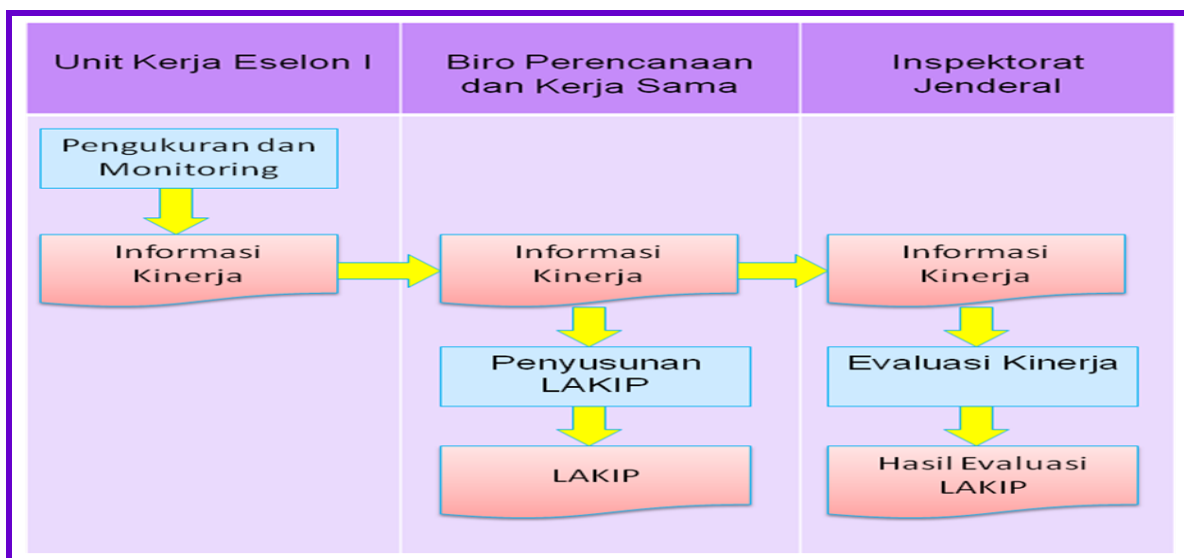 Unit Kerja Eselon I
Biro Perencanaan
dan Kerja Sama
Inspektorat
Jenderal
Pengukuran dan
Monitoring
Informasi
Kinerja
Informasi
Kinerja
Informasi
Kinerja
Penyusunan
LAKIP
Evaluasi Kinerja
LAKIP
Hasil Evaluasi
LAKIP